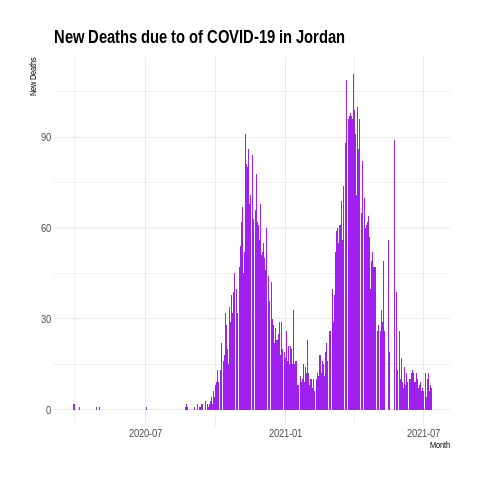 New Deaths due to of COVID-19 in Jordan
New Deaths
90
60
30
0
2020-07
2021-01
2021-07
Month